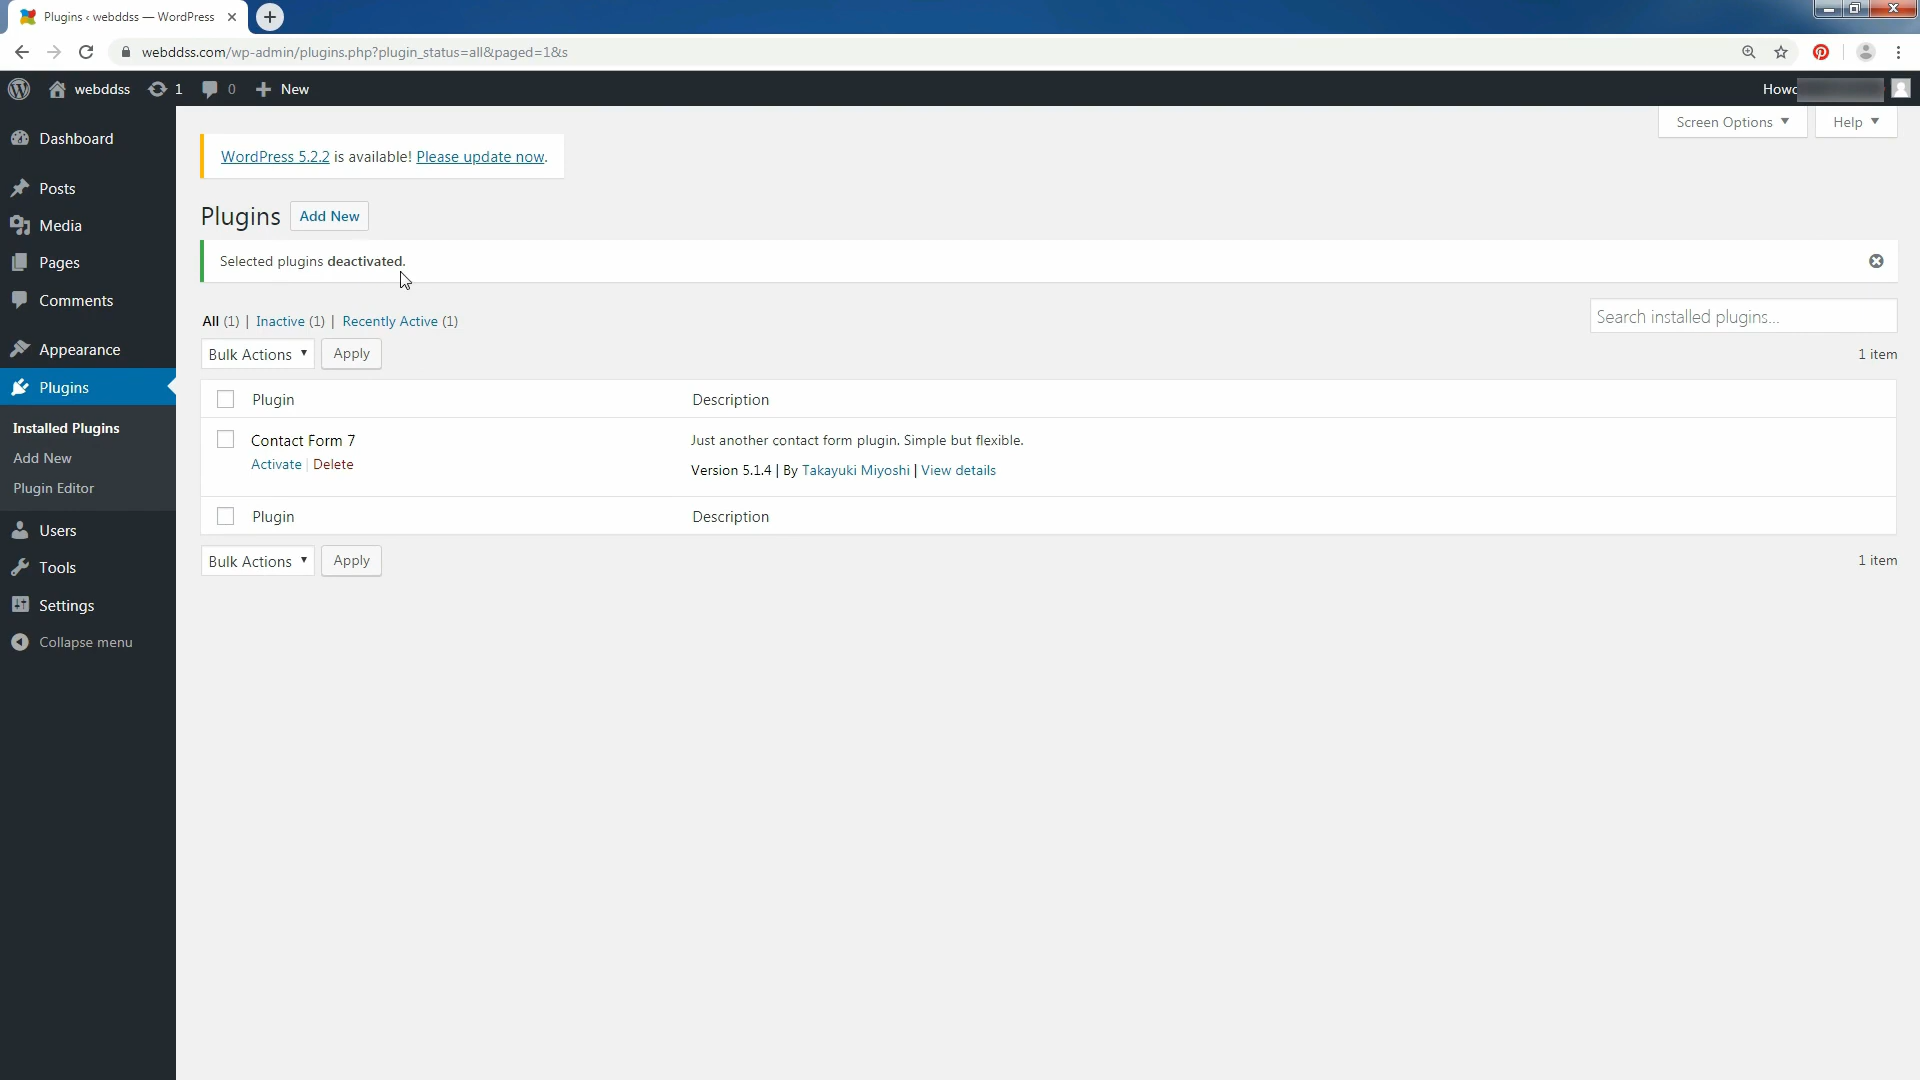 Plugins ‹ webddss — WordPress
webddss.com/wp-admin/plugins.php?plugin_status=all&paged=1&s
webddss 1 0 New
Howd
Screen Options Help
Dashboard
Posts
Media
Pages
Comments
Appearance
Plugins
Installed Plugins
Add New
Plugin Editor
Users
Tools
Settings
Collapse menu
WordPress 5.2.2 is available! Please update now.
Plugins Add New
Selected plugins deactivated.
All (1) | Inactive (1) | Recently Active (1)
Search installed plugins...
Bulk Actions Apply
1 item
Plugin Description
Contact Form 7 Just another contact form plugin. Simple but flexible.
Activate | Delete Version 5.1.4 | By Takayuki Miyoshi | View details
Plugin Description
Bulk Actions Apply
1 item